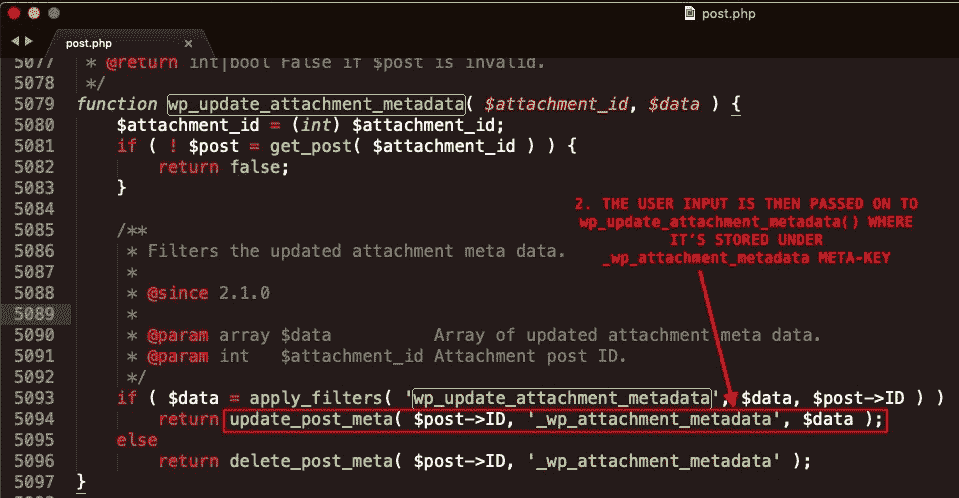 post.php
post.php
5077 * @return int|bool False if $post is invalid.
5078 */
5079 function wp_update_attachment_metadata( $attachment_id, $data ) {
5080 $attachment_id = (int) $attachment_id;
5081 if ( ! $post = get_post( $attachment_id ) ) {
5082 return false;
5083 }
5084
5085 /**
5086 * Filters the updated attachment meta data.
5087 *
5088 * @since 2.1.0
5089 *
5090 * @param array $data Array of updated attachment meta data.
5091 * @param int $attachment_id Attachment post ID.
5092 */
5093 if ( $data = apply_filters( 'wp_update_attachment_metadata', $data, $post->ID ) )
5094 return update_post_meta( $post->ID, '_wp_attachment_metadata', $data );
5095 else
5096 return delete_post_meta( $post->ID, '_wp_attachment_metadata' );
5097 }
2. THE USER INPUT IS THEN PASSED ON TO
wp_update_attachment_metadata() WHERE
IT'S STORED UNDER
_wp_attachment_metadata META-KEY